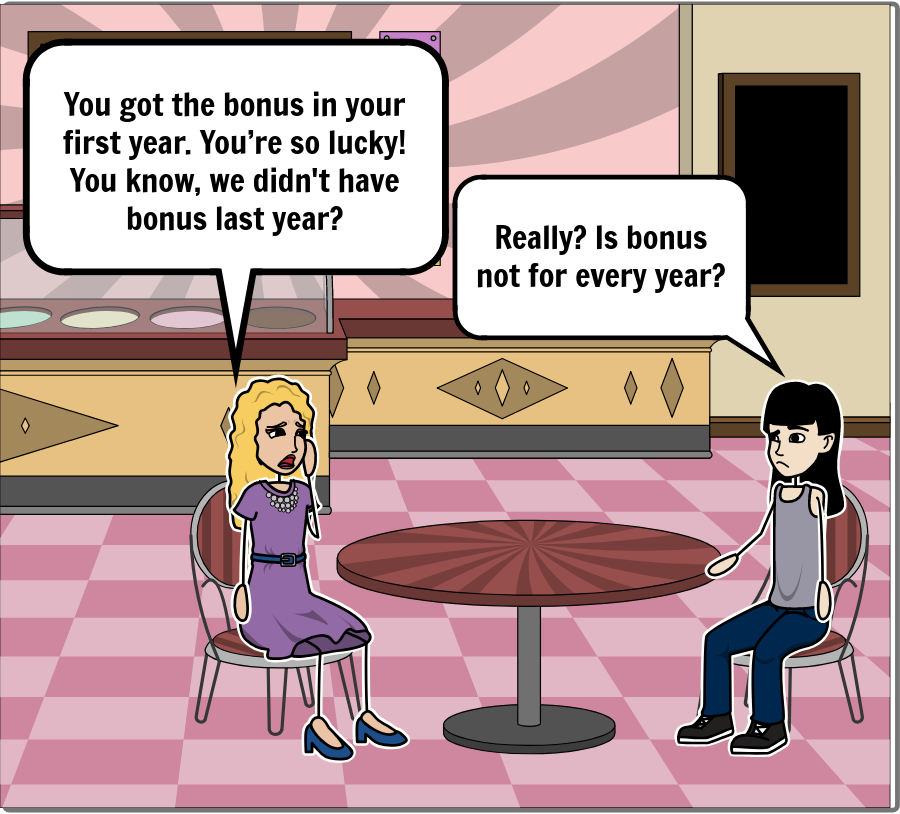 You got the bonus in your
first year. You’re so lucky!
You know, we didn't have
bonus last year?
Really? Is bonus
not for every year?